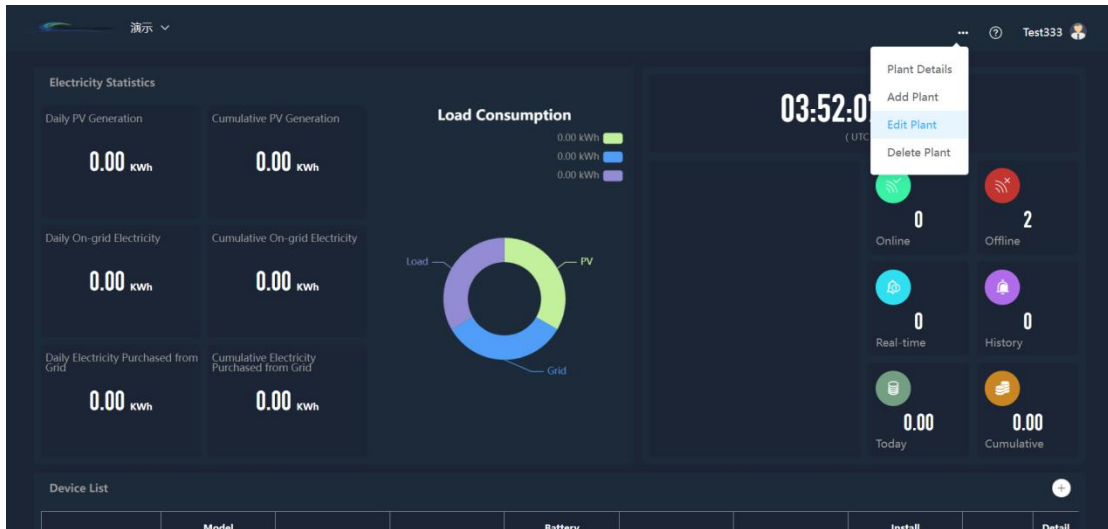 演示
Test333
Plant Details
Add Plant
Edit Plant
Delete Plant
Electricity Statistics
Daily PV Generation
0.00 KWh
Cumulative PV Generation
0.00 KWh
Daily On-grid Electricity
0.00 KWh
Cumulative On-grid Electricity
0.00 KWh
Daily Electricity Purchased from
Grid
0.00 KWh
Cumulative Electricity
Purchased from Grid
0.00 KWh
Load Consumption
0.00 kWh
0.00 kWh
0.00 kWh
Load
PV
Grid
03:52:0
( UTC
0
Online
2
Offline
0
Real-time
0
History
0.00
Today
0.00
Cumulative
Device List
Model
Battery
Install
Detail